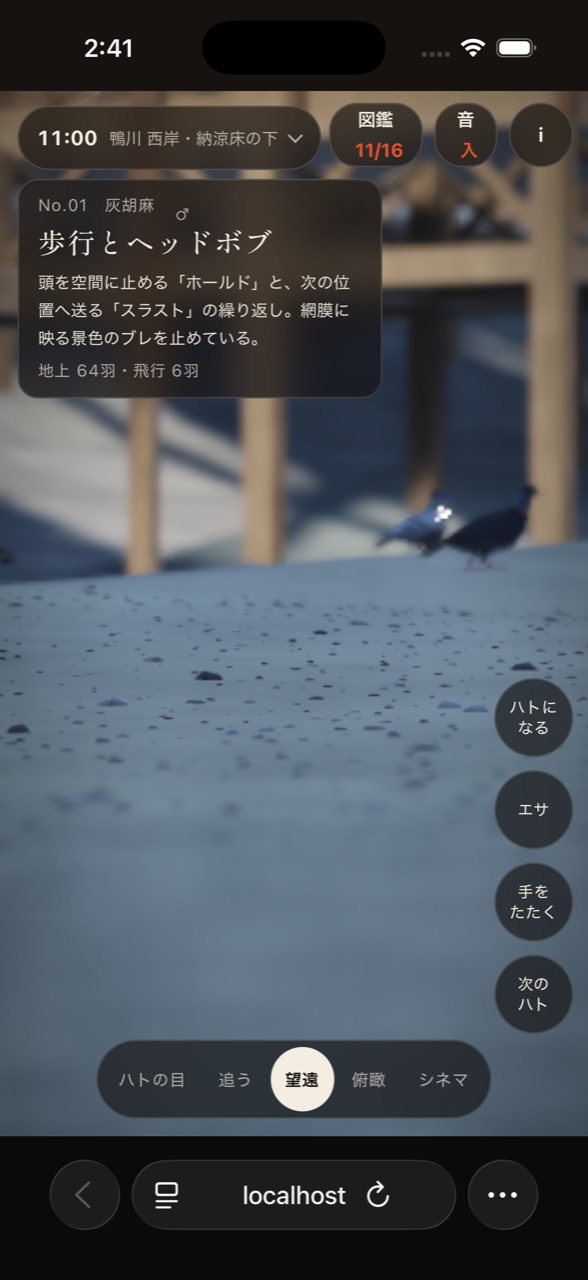 2:41
11:00 鴨川 西岸・納涼床の下
図鑑
11/16
音
入
i
No.01 灰胡麻 ♂
歩行とヘッドボブ
頭を空間に止める「ホールド」と、次の位
置へ送る「スラスト」の繰り返し。網膜に
映る景色のブレを止めている。
地上 64羽・飛行 6羽
ハトに
なる
エサ
手を
たたく
次の
ハト
ハトの目 追う 望遠 俯瞰 シネマ
localhost